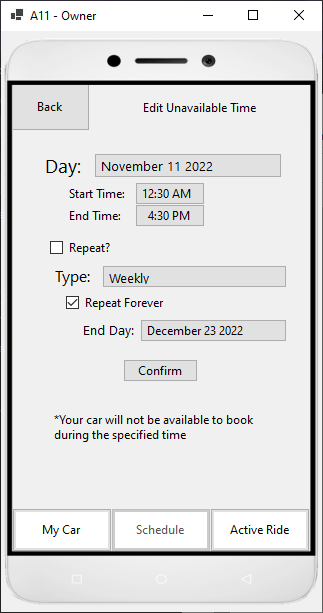 A11 - Owner
Back
Edit Unavailable Time
Day: November 11 2022
Start Time: 12:30 AM
End Time: 4:30 PM
Repeat?
Type: Weekly
Repeat Forever
End Day: December 23 2022
Confirm
*Your car will not be available to book
during the specified time
My Car Schedule Active Ride